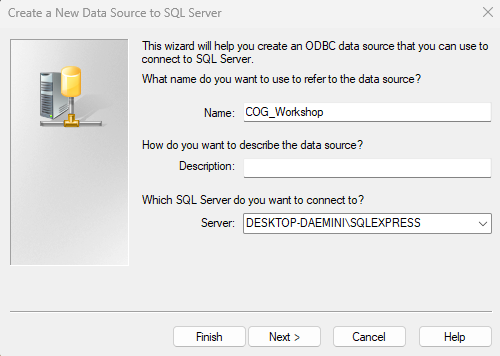 Create a New Data Source to SQL Server
This wizard will help you create an ODBC data source that you can use to
connect to SQL Server.
What name do you want to use to refer to the data source?
Name: COG_Workshop
How do you want to describe the data source?
Description:
Which SQL Server do you want to connect to?
Server: DESKTOP-DAEMINI\SQLEXPRESS
Finish Next > Cancel Help